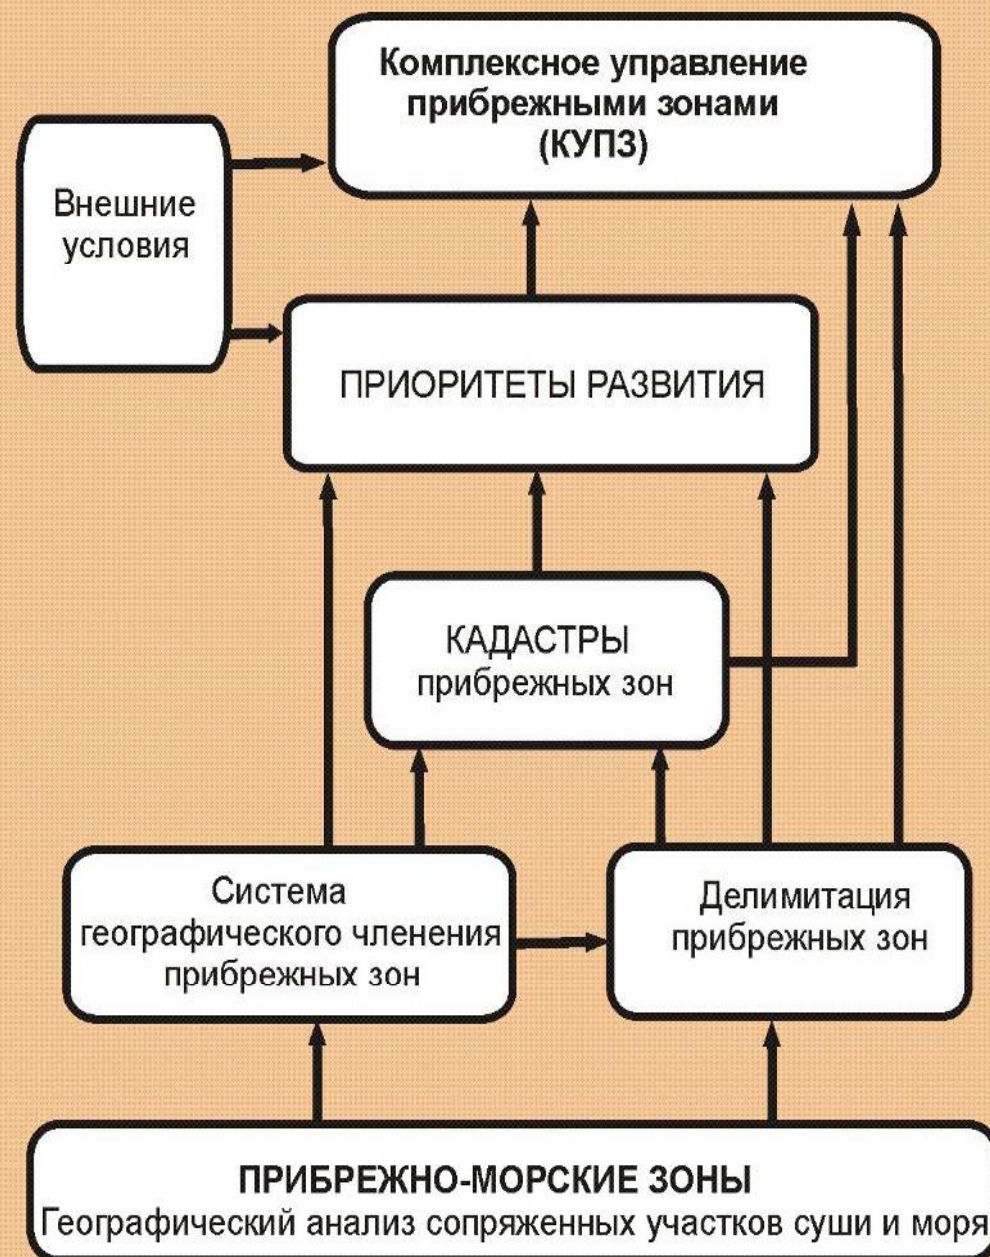 Комплексное управление
прибрежными зонами
(КУПЗ)
Внешние
условия
ПРИОРИТЕТЫ РАЗВИТИЯ
КАДАСТРЫ
прибрежных зон
Система
географического членения
прибрежных зон
Делимитация
прибрежных зон
ПРИБРЕЖНО-МОРСКИЕ ЗОНЫ
Географический анализ сопряженных участков суши и моря